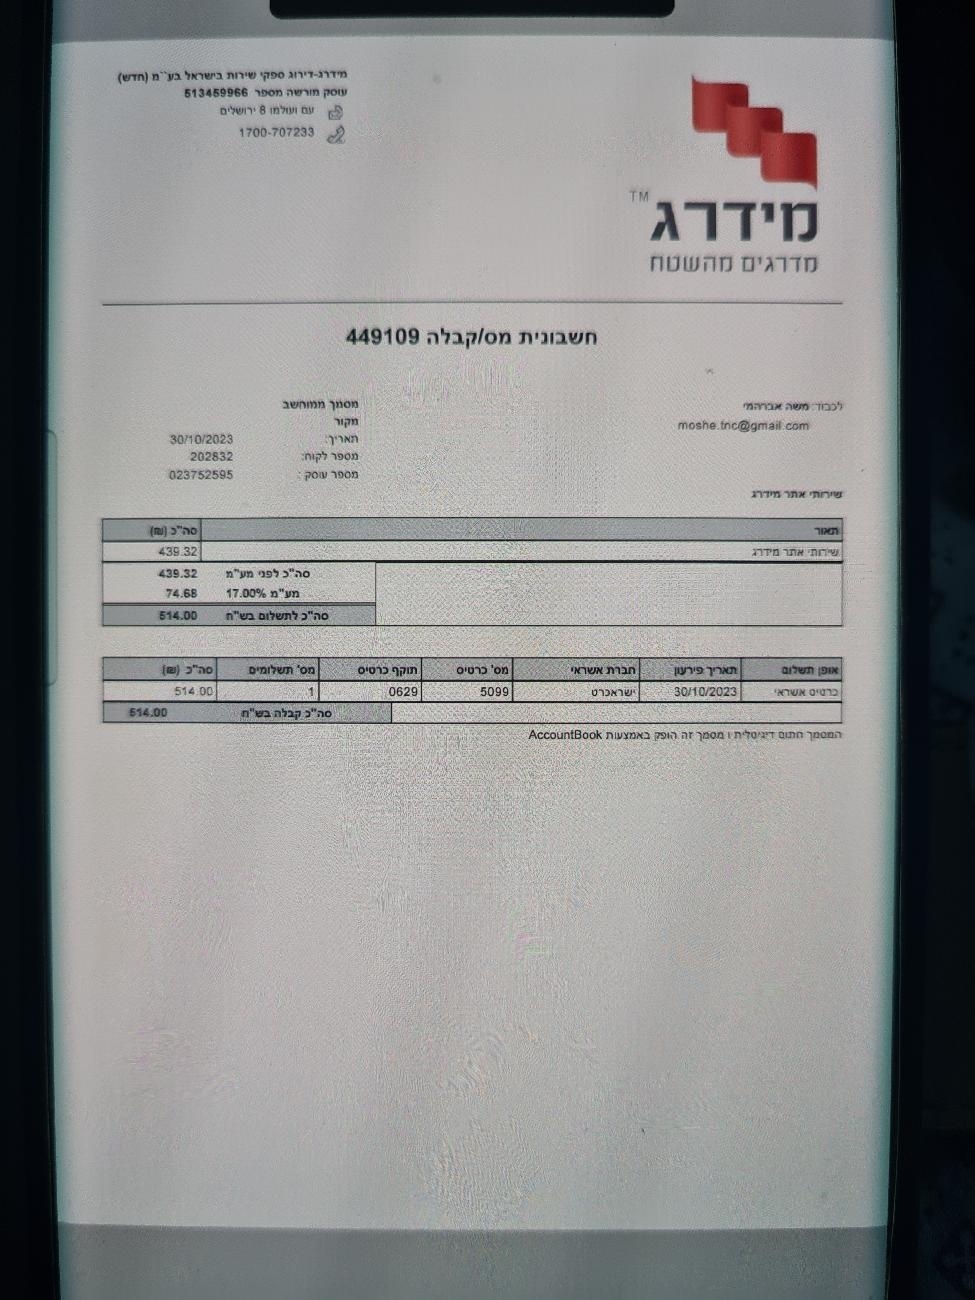 מידרג-דירוג ספקי שירות בישראל בע``מ (חדש)
עוסק מורשה מספר 513459966
עם ועולמו 8 ירושלים
1700-707233
מידרג TM
מדרגים מהשטח
חשבונית מס/קבלה 449109
לכבוד: משה אברהמי
moshe.tnc@gmail.com
מסמך ממוחשב
מקור
תאריך: 30/10/2023
מספר לקוח: 202832
מספר עוסק : 023752595
שירותי אתר מידרג
תאור סה"כ (₪)
שירותי אתר מידרג 439.32
סה"כ לפני מע"מ 439.32
מע"מ 17.00% 74.68
סה"כ לתשלום בש"ח 514.00
אופן תשלום תאריך פירעון חברת אשראי מס' כרטיס תוקף כרטיס מס' תשלומים סה"כ (₪)
כרטיס אשראי 30/10/2023 ישראכרט 5099 0629 1 514.00
סה"כ קבלה בש"ח 514.00
המסמך חתום דיגיטלית ו מסמך זה הופק באמצעות AccountBook